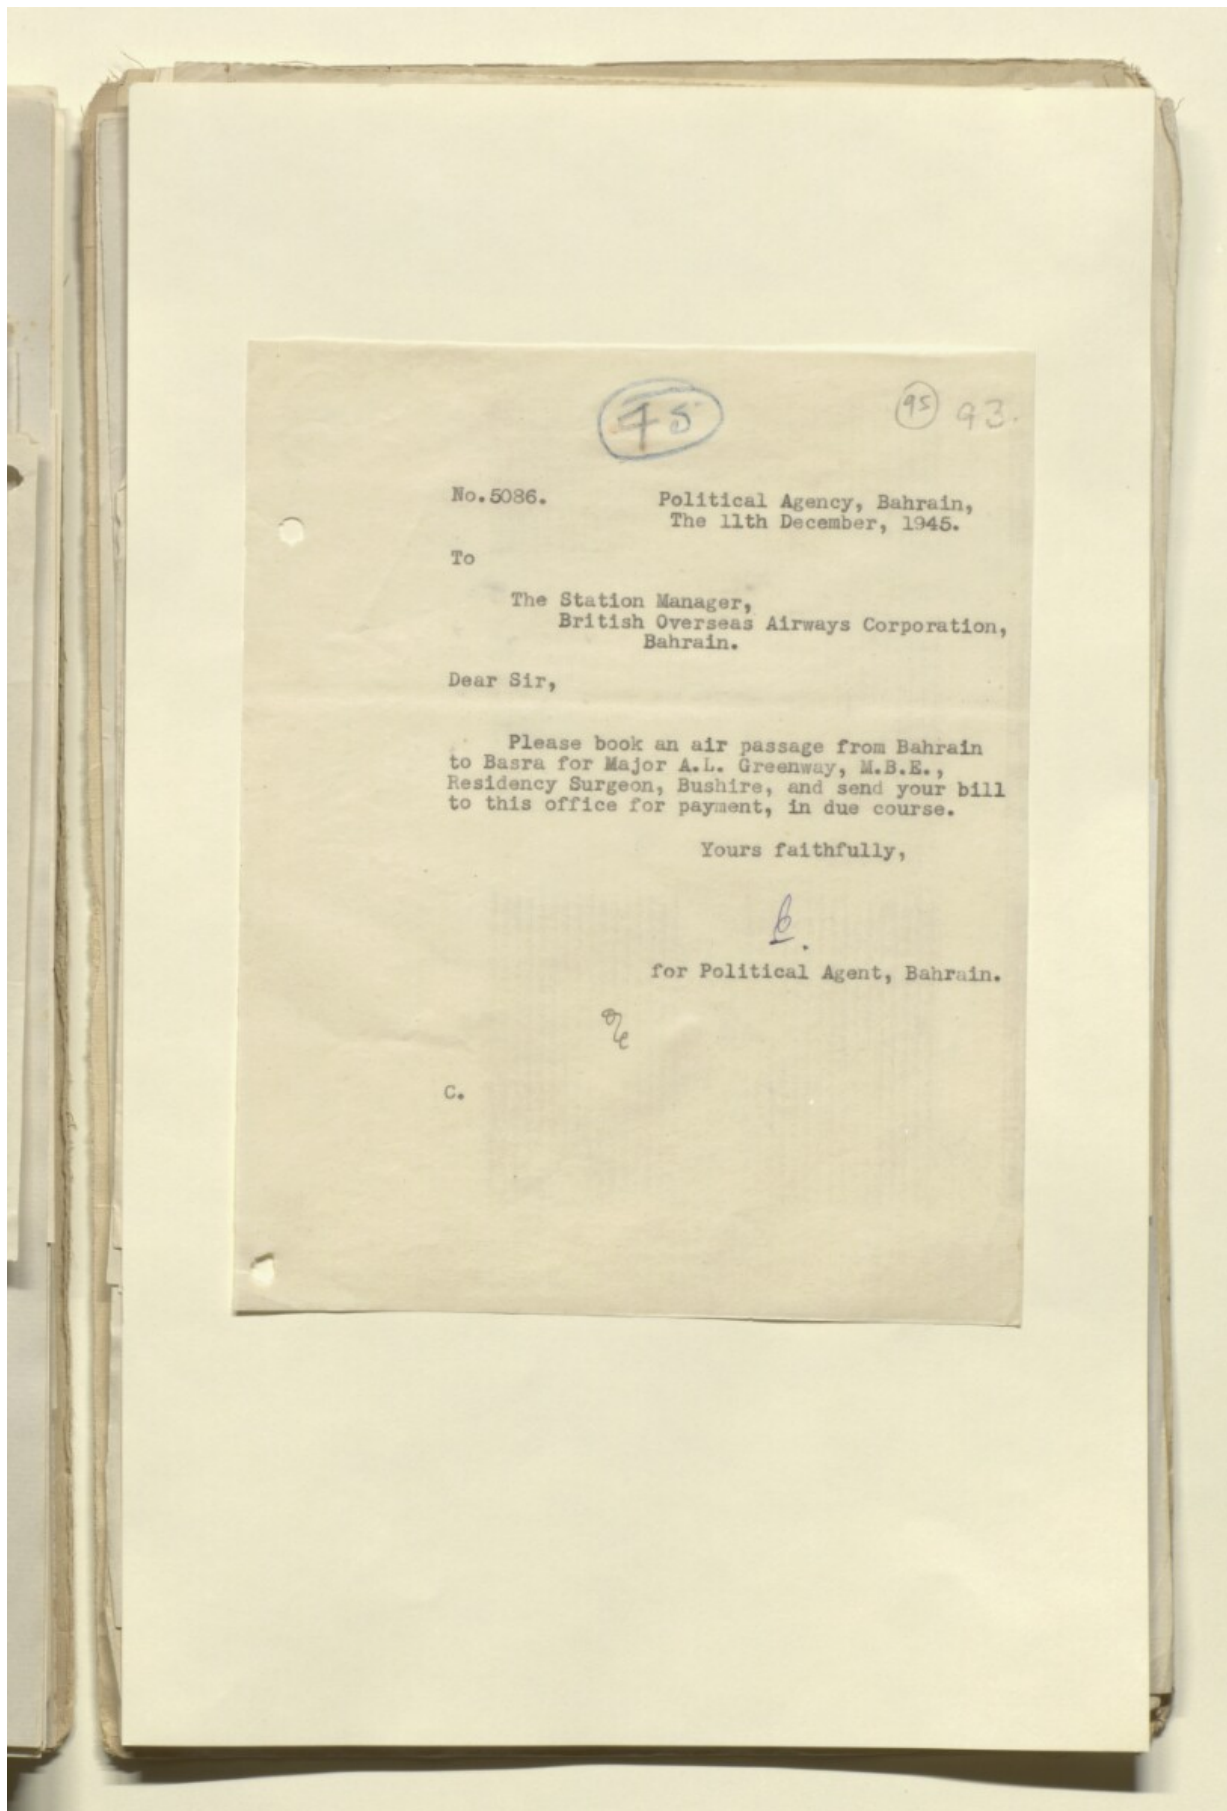 45
95 93.
No.5086. Political Agency, Bahrain,
The 11th December, 1945.
To
The Station Manager,
British Overseas Airways Corporation,
Bahrain.
Dear Sir,
Please book an air passage from Bahrain
to Basra for Major A.L. Greenway, M.B.E.,
Residency Surgeon, Bushire, and send your bill
to this office for payment, in due course.
Yours faithfully,
for Political Agent, Bahrain.
C.